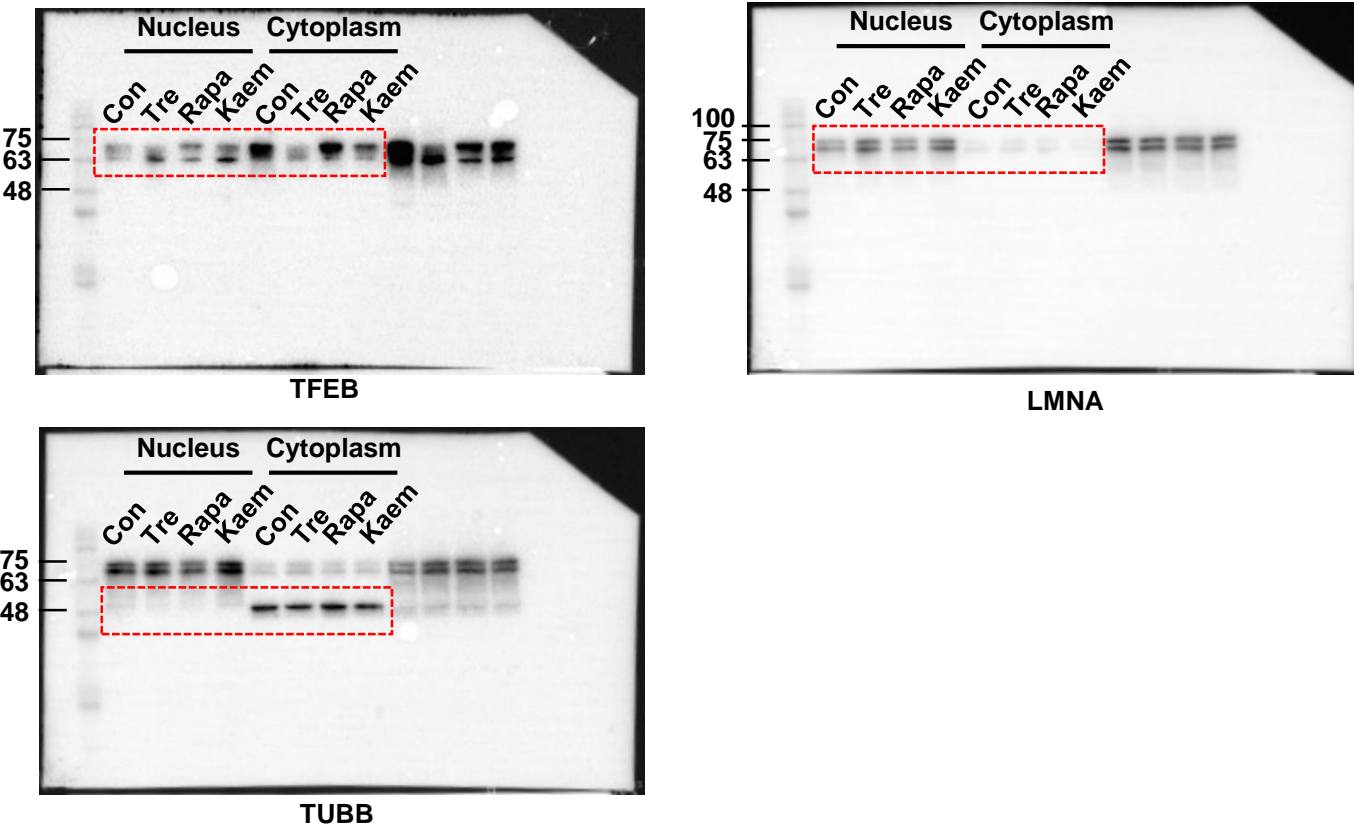 Nucleus Cytoplasm
Con Tre Rapa Kaem Con Tre Rapa Kaem
75
63
48
TFEB
Nucleus Cytoplasm
Con Tre Rapa Kaem Con Tre Rapa Kaem
100
75
63
48
LMNA
Nucleus Cytoplasm
Con Tre Rapa Kaem Con Tre Rapa Kaem
75
63
48
TUBB